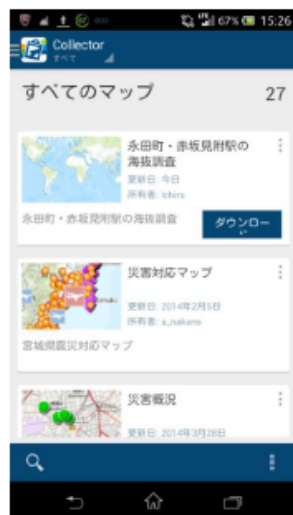 67% 15:26
Collector
すべて
すべてのマップ 27
永田町・赤坂見附駅の
海抜調査
更新日: 今日
所有者: Ichiro
永田町・赤坂見附駅の海抜調査
ダウンロー
ド
災害対応マップ
更新日: 2014年2月5日
所有者: a_nakano
宮城県震災対応マップ
災害概況
更新日: 2014年3月28日